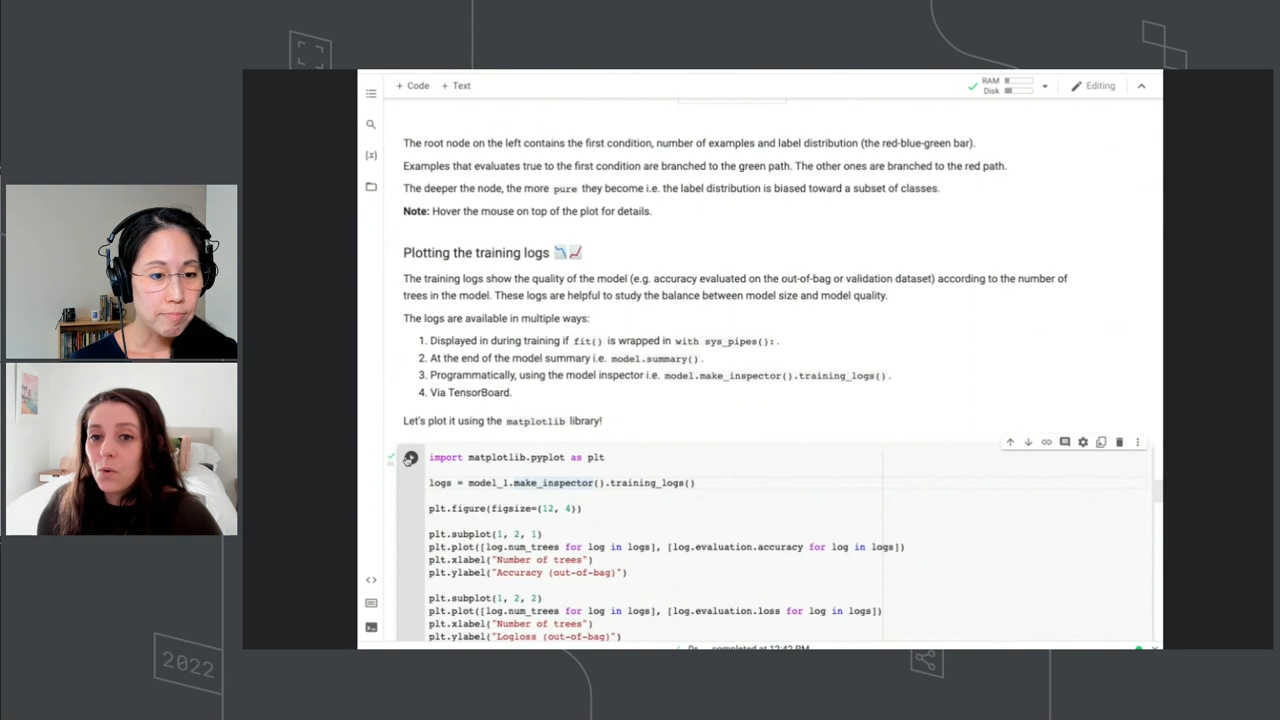 + Code + Text
RAM
Disk
Editing
The root node on the left contains the first condition, number of examples and label distribution (the red-blue-green bar).
Examples that evaluates true to the first condition are branched to the green path. The other ones are branched to the red path.
The deeper the node, the more pure they become i.e. the label distribution is biased toward a subset of classes.
Note: Hover the mouse on top of the plot for details.
Plotting the training logs 📉📈
The training logs show the quality of the model (e.g. accuracy evaluated on the out-of-bag or validation dataset) according to the number of
trees in the model. These logs are helpful to study the balance between model size and model quality.
The logs are available in multiple ways:
1. Displayed in during training if fit() is wrapped in with sys_pipes():.
2. At the end of the model summary i.e. model.summary().
3. Programmatically, using the model inspector i.e. model.make_inspector().training_logs().
4. Via TensorBoard.
Let's plot it using the matplotlib library!
import matplotlib.pyplot as plt
logs = model_1.make_inspector().training_logs()
plt.figure(figsize=(12, 4))
plt.subplot(1, 2, 1)
plt.plot([log.num_trees for log in logs], [log.evaluation.accuracy for log in logs])
plt.xlabel("Number of trees")
plt.ylabel("Accuracy (out-of-bag)")
plt.subplot(1, 2, 2)
plt.plot([log.num_trees for log in logs], [log.evaluation.loss for log in logs])
plt.xlabel("Number of trees")
plt.ylabel("Logloss (out-of-bag)")
0s completed at 12:42 PM
2022